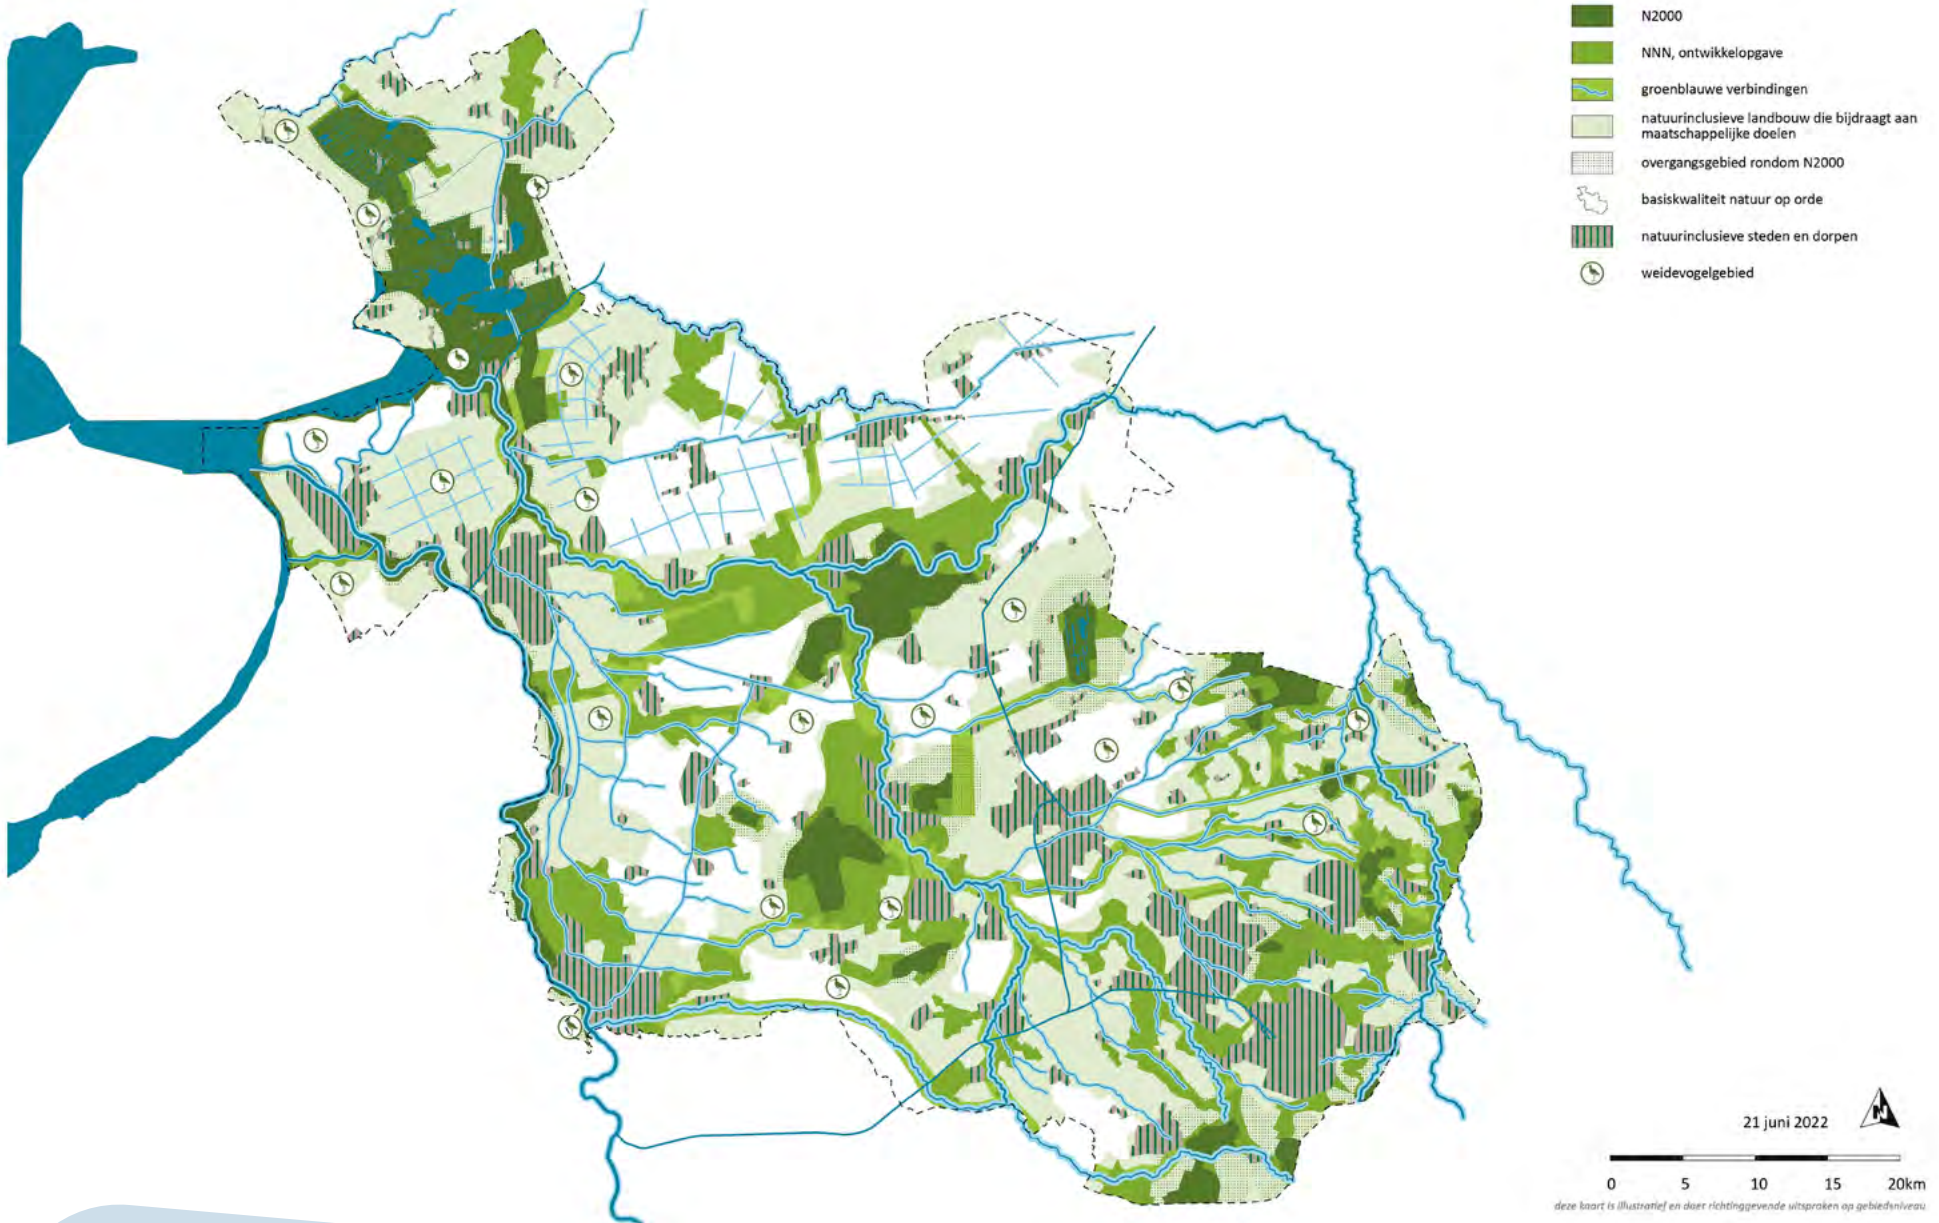 N2000
NNN, ontwikkelopgave
groenblauwe verbindingen
natuurinclusieve landbouw die bijdraagt aan
maatschappelijke doelen
overgangsgebied rondom N2000
basiskwaliteit natuur op orde
natuurinclusieve steden en dorpen
weidevogelgebied
21 juni 2022
N
0 5 10 15 20km
deze kaart is illustratief en doet richtinggevende uitspraken op gebiedsniveau